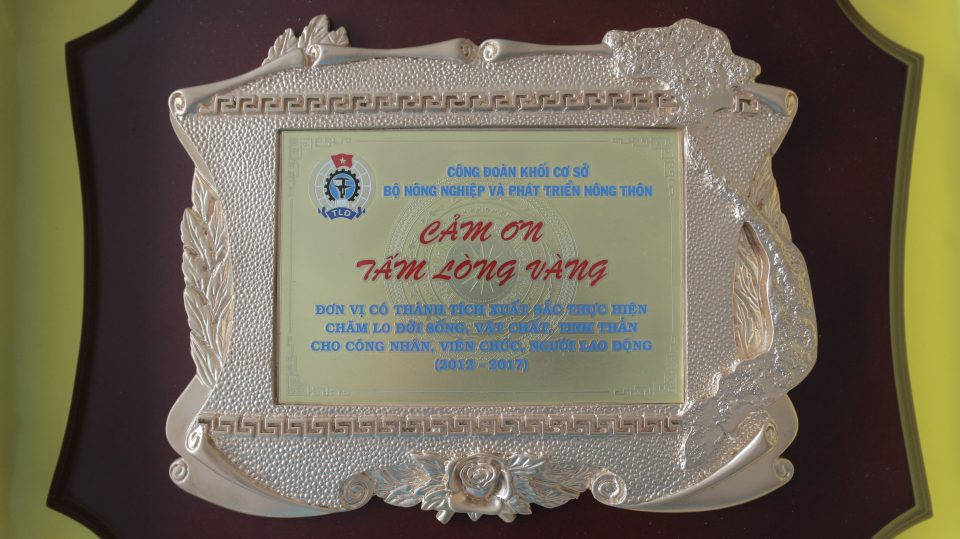 TLĐ
CÔNG ĐOÀN KHỐI CƠ SỞ
BỘ NÔNG NGHIỆP VÀ PHÁT TRIỂN NÔNG THÔN
CẢM ƠN
TẤM LÒNG VÀNG
ĐƠN VỊ CÓ THÀNH TÍCH XUẤT SẮC THỰC HIỆN
CHĂM LO ĐỜI SỐNG, VẬT CHẤT, TINH THẦN
CHO CÔNG NHÂN, VIÊN CHỨC, NGƯỜI LAO ĐỘNG
(2012 - 2017)